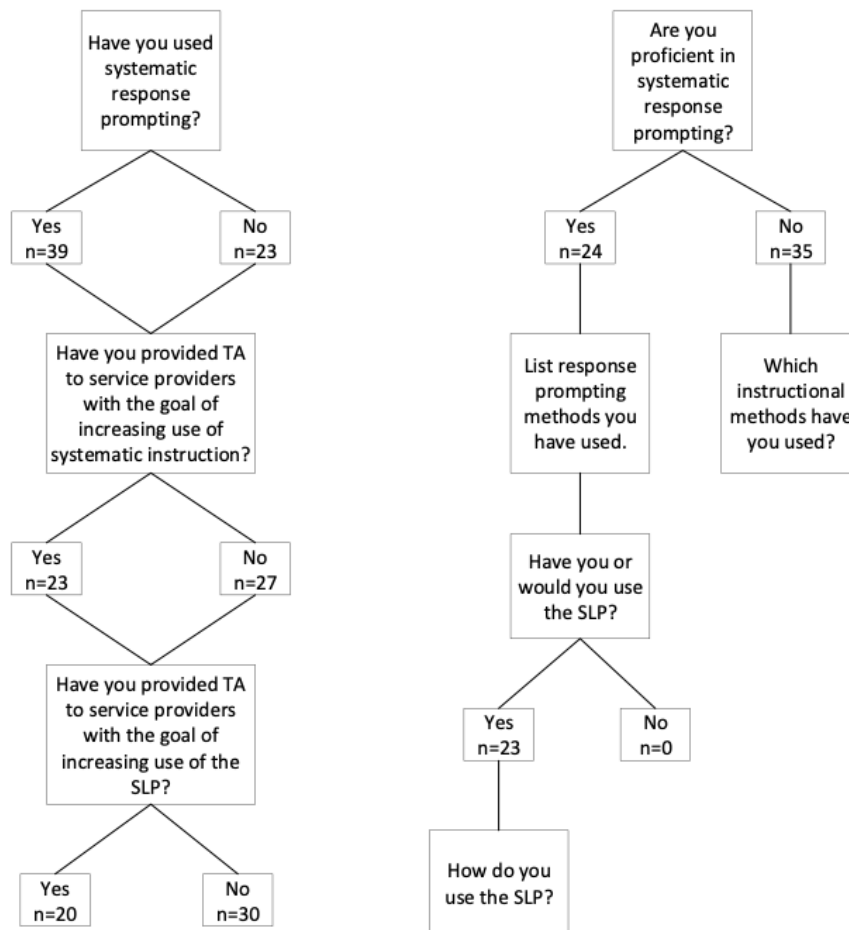 Have you used
systematic
response
prompting?
Yes
n=39
No
n=23
Have you provided TA
to service providers
with the goal of
increasing use of
systematic instruction?
Yes
n=23
No
n=27
Have you provided TA
to service providers
with the goal of
increasing use of the
SLP?
Yes
n=20
No
n=30
Are you
proficient in
systematic
response
prompting?
Yes
n=24
No
n=35
List response
prompting
methods you
have used.
Which
instructional
methods have
you used?
Have you or
would you use
the SLP?
Yes
n=23
No
n=0
How do you
use the SLP?